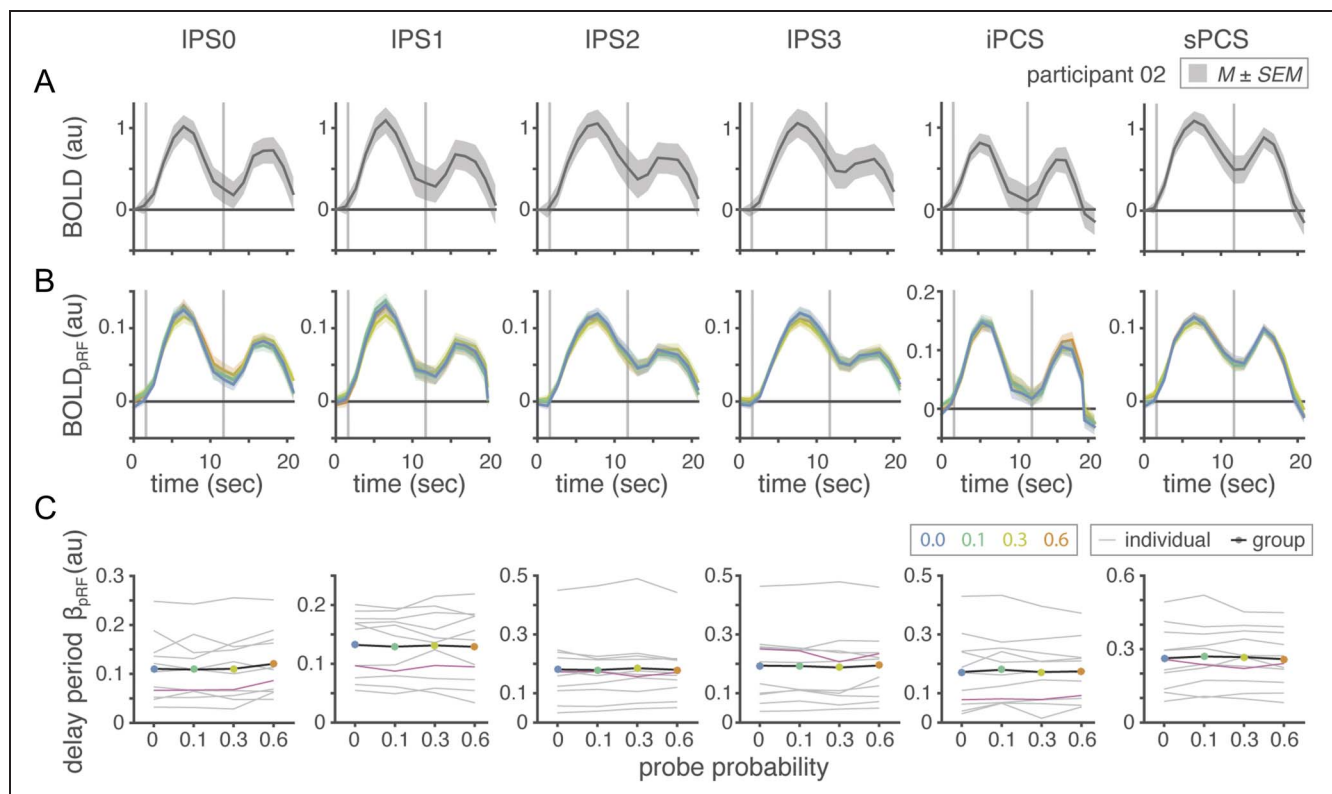 IPS0 IPS1 IPS2 IPS3 iPCS sPCS
participant 02 M ± SEM
A
BOLD (au)
1 1 1 1 1 1
0 0 0 0 0 0
B
BOLDpRF (au)
0.2
0.1 0.1 0.1 0.1 0.1 0.1
0 0 0 0 0 0
0 10 20 0 10 20 0 10 20 0 10 20 0 10 20 0 10 20
time (sec) time (sec) time (sec) time (sec) time (sec) time (sec)
C
0.0 0.1 0.3 0.6 individual group
delay period βpRF (au)
0.3 0.5 0.5 0.5 0.6
0.2 0.2 0.3 0.3 0.3 0.4
0.1 0.1 0.1 0.1 0.1 0.2
0 0 0 0 0 0
0 0.1 0.3 0.6 0 0.1 0.3 0.6 0 0.1 0.3 0.6 0 0.1 0.3 0.6 0 0.1 0.3 0.6 0 0.1 0.3 0.6
probe probability